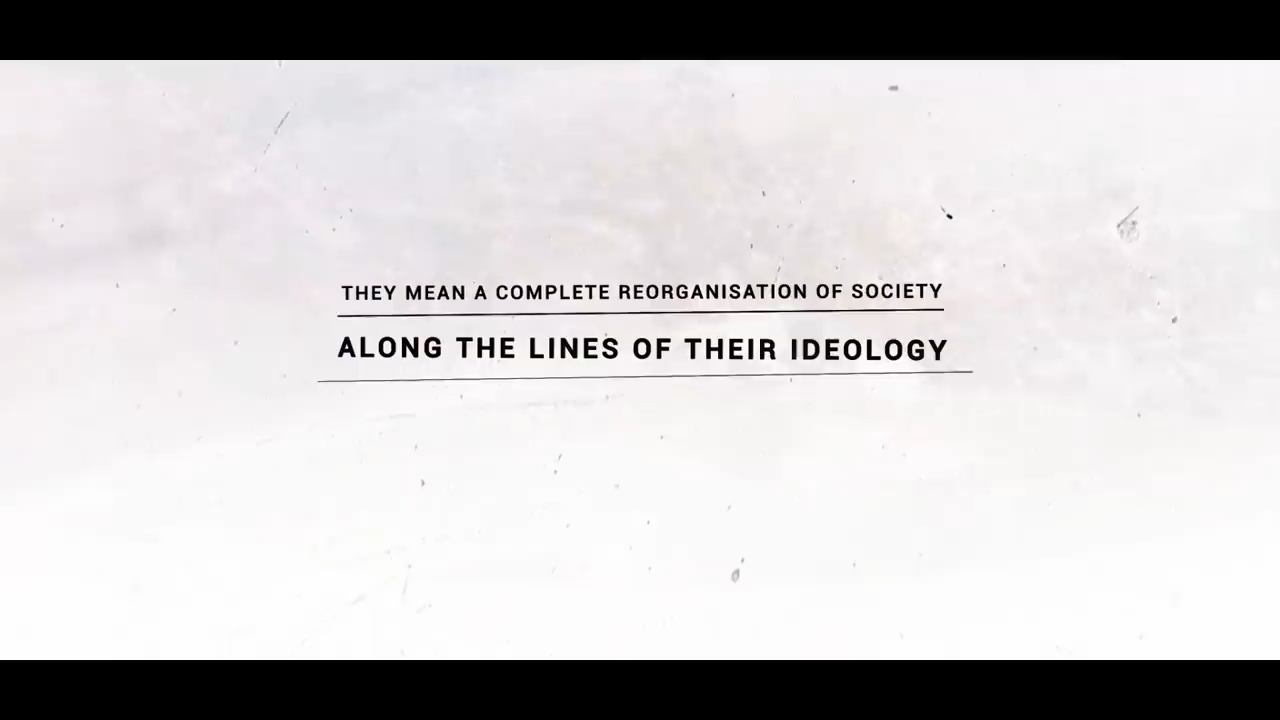 THEY MEAN A COMPLETE REORGANISATION OF SOCIETY
ALONG THE LINES OF THEIR IDEOLOGY